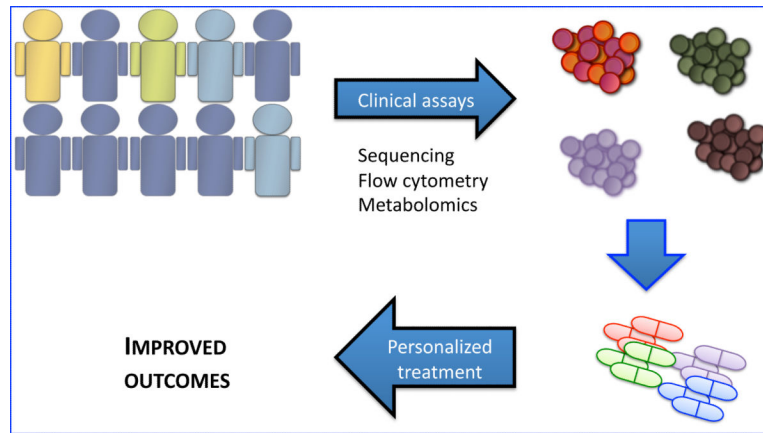 Clinical assays
Sequencing
Flow cytometry
Metabolomics
Personalized
treatment
IMPROVED
OUTCOMES